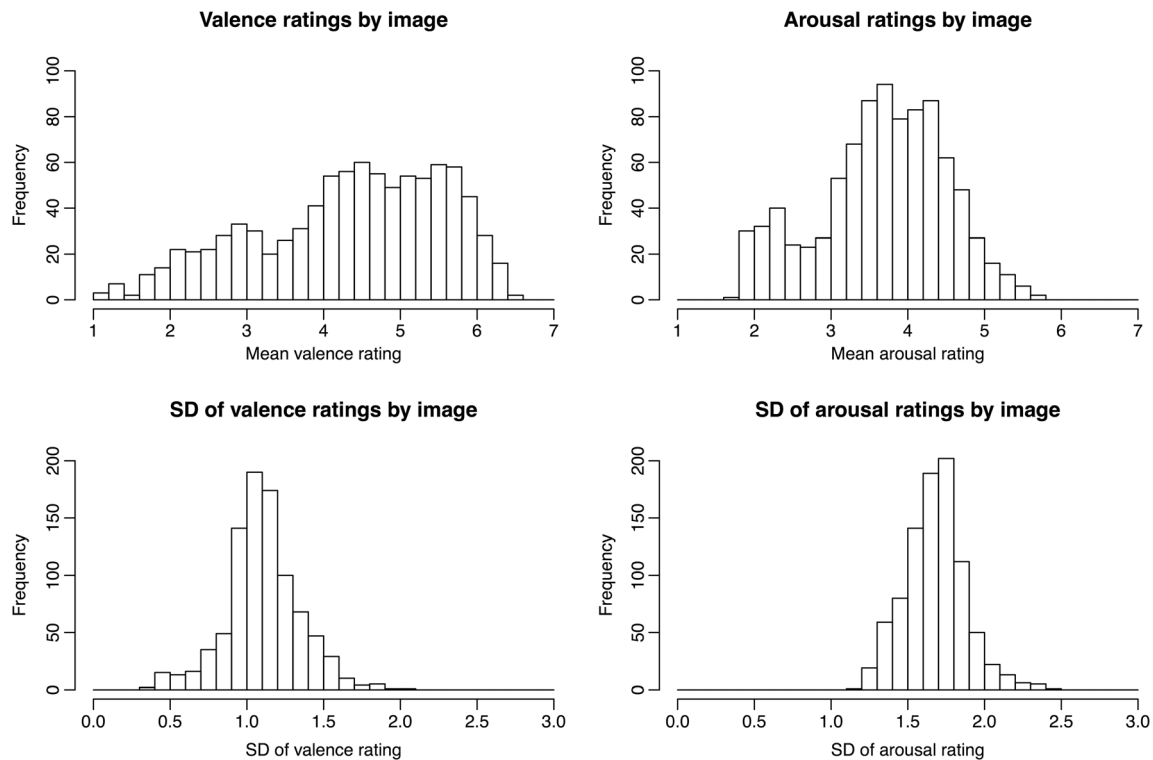 Valence ratings by image
Frequency
0 20 40 60 80 100
1 2 3 4 5 6 7
Mean valence rating
Arousal ratings by image
Frequency
0 20 40 60 80 100
1 2 3 4 5 6 7
Mean arousal rating
SD of valence ratings by image
Frequency
0 50 100 150 200
0.0 0.5 1.0 1.5 2.0 2.5 3.0
SD of valence rating
SD of arousal ratings by image
Frequency
0 50 100 150 200
0.0 0.5 1.0 1.5 2.0 2.5 3.0
SD of arousal rating